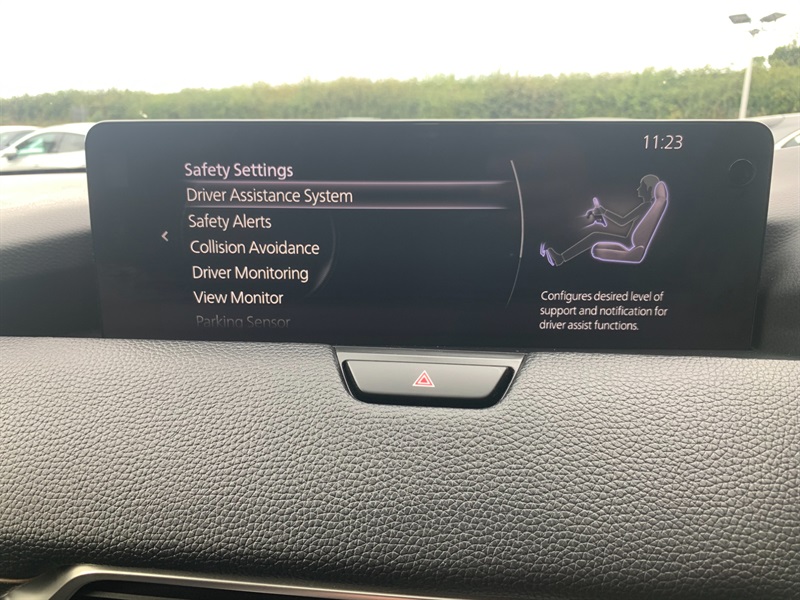 11:23
Safety Settings
Driver Assistance System
Safety Alerts
Collision Avoidance
Driver Monitoring
View Monitor
Parking Sensor
Configures desired level of
support and notification for
driver assist functions.